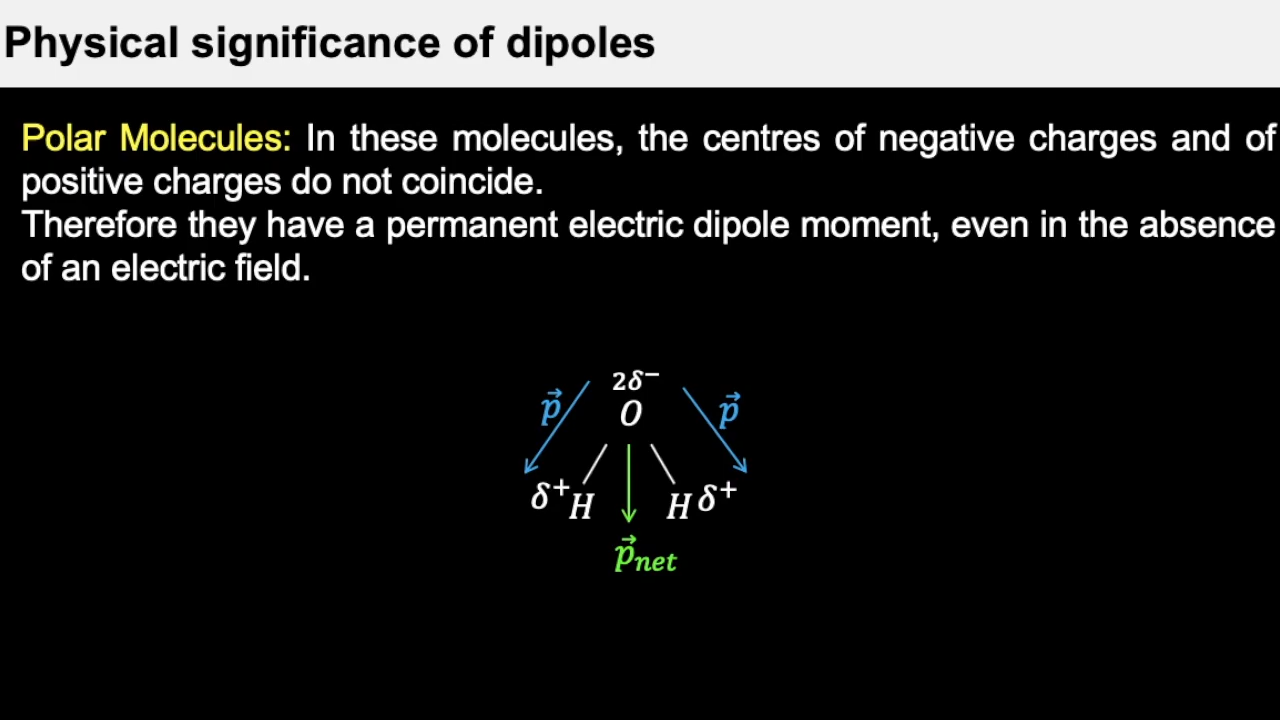 Physical significance of dipoles
Polar Molecules: In these molecules, the centres of negative charges and of
positive charges do not coincide.
Therefore they have a permanent electric dipole moment, even in the absence
of an electric field.
2δ⁻
p⃗ O p⃗
δ⁺H H δ⁺
p⃗net